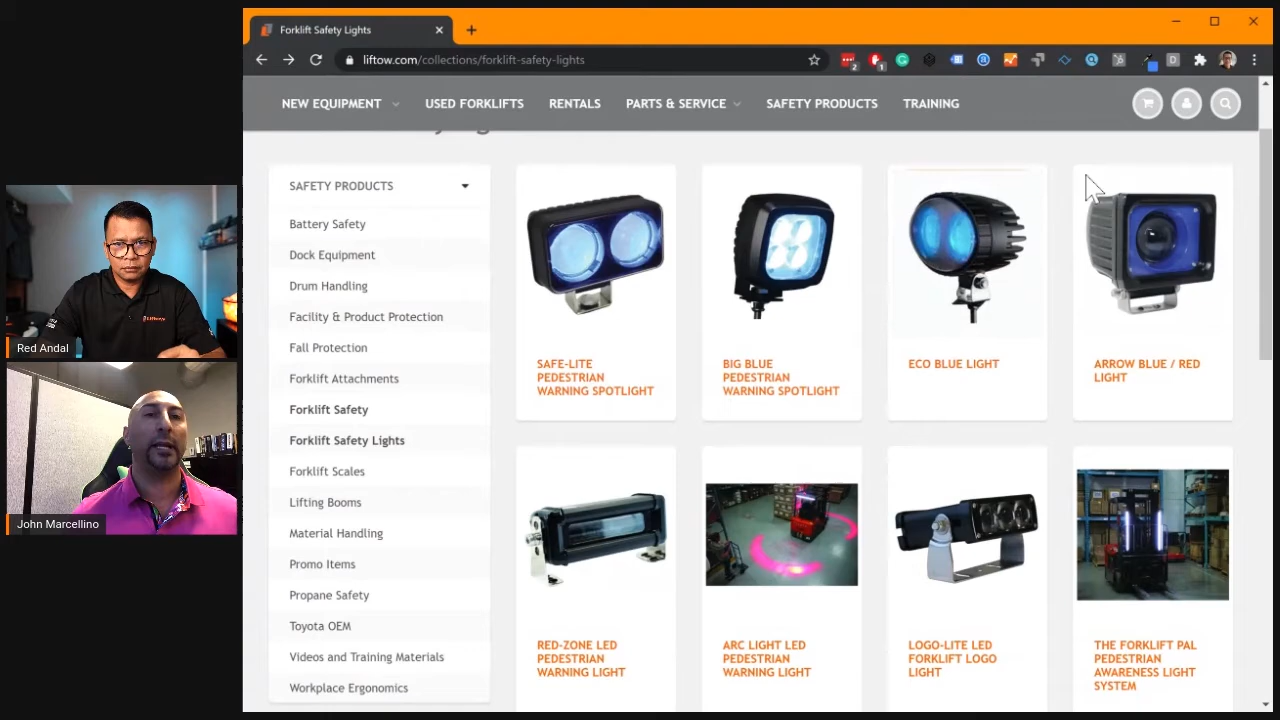 Forklift Safety Lights
liftow.com/collections/forklift-safety-lights
NEW EQUIPMENT
USED FORKLIFTS
RENTALS
PARTS & SERVICE
SAFETY PRODUCTS
TRAINING
SAFETY PRODUCTS
Battery Safety
Dock Equipment
Drum Handling
Facility & Product Protection
Fall Protection
Forklift Attachments
Forklift Safety
Forklift Safety Lights
Forklift Scales
Lifting Booms
Material Handling
Promo Items
Propane Safety
Toyota OEM
Videos and Training Materials
Workplace Ergonomics
SAFE-LITE
PEDESTRIAN
WARNING SPOTLIGHT
BIG BLUE
PEDESTRIAN
WARNING SPOTLIGHT
ECO BLUE LIGHT
ARROW BLUE / RED
LIGHT
RED-ZONE LED
PEDESTRIAN
WARNING LIGHT
ARC LIGHT LED
PEDESTRIAN
WARNING LIGHT
LOGO-LITE LED
FORKLIFT LOGO
LIGHT
THE FORKLIFT PAL
PEDESTRIAN
AWARENESS LIGHT
SYSTEM
Red Andal
John Marcellino